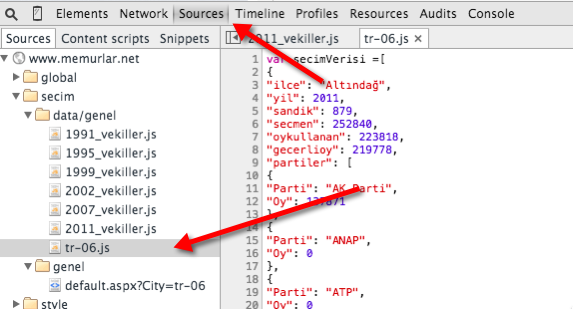 Elements Network Sources Timeline Profiles Resources Audits Console
Sources Content scripts Snippets
2011_vekiller.js tr-06.js ×
www.memurlar.net
global
secim
data/genel
1991_vekiller.js
1995_vekiller.js
1999_vekiller.js
2002_vekiller.js
2007_vekiller.js
2011_vekiller.js
tr-06.js
genel
default.aspx?City=tr-06
style
1 var secimVerisi =[
2 {
3 "ilce": "Altındağ",
4 "yil": 2011,
5 "sandik": 879,
6 "secmen": 252840,
7 "oykullanan": 223818,
8 "gecerlioy": 219778,
9 "partiler": [
10 {
11 "Parti": "AK Parti",
12 "Oy":
13 },
14 {
15 "Parti": "ANAP",
16 "Oy": 0
17 },
18 {
19 "Parti": "ATP",
20 "Oy": 0